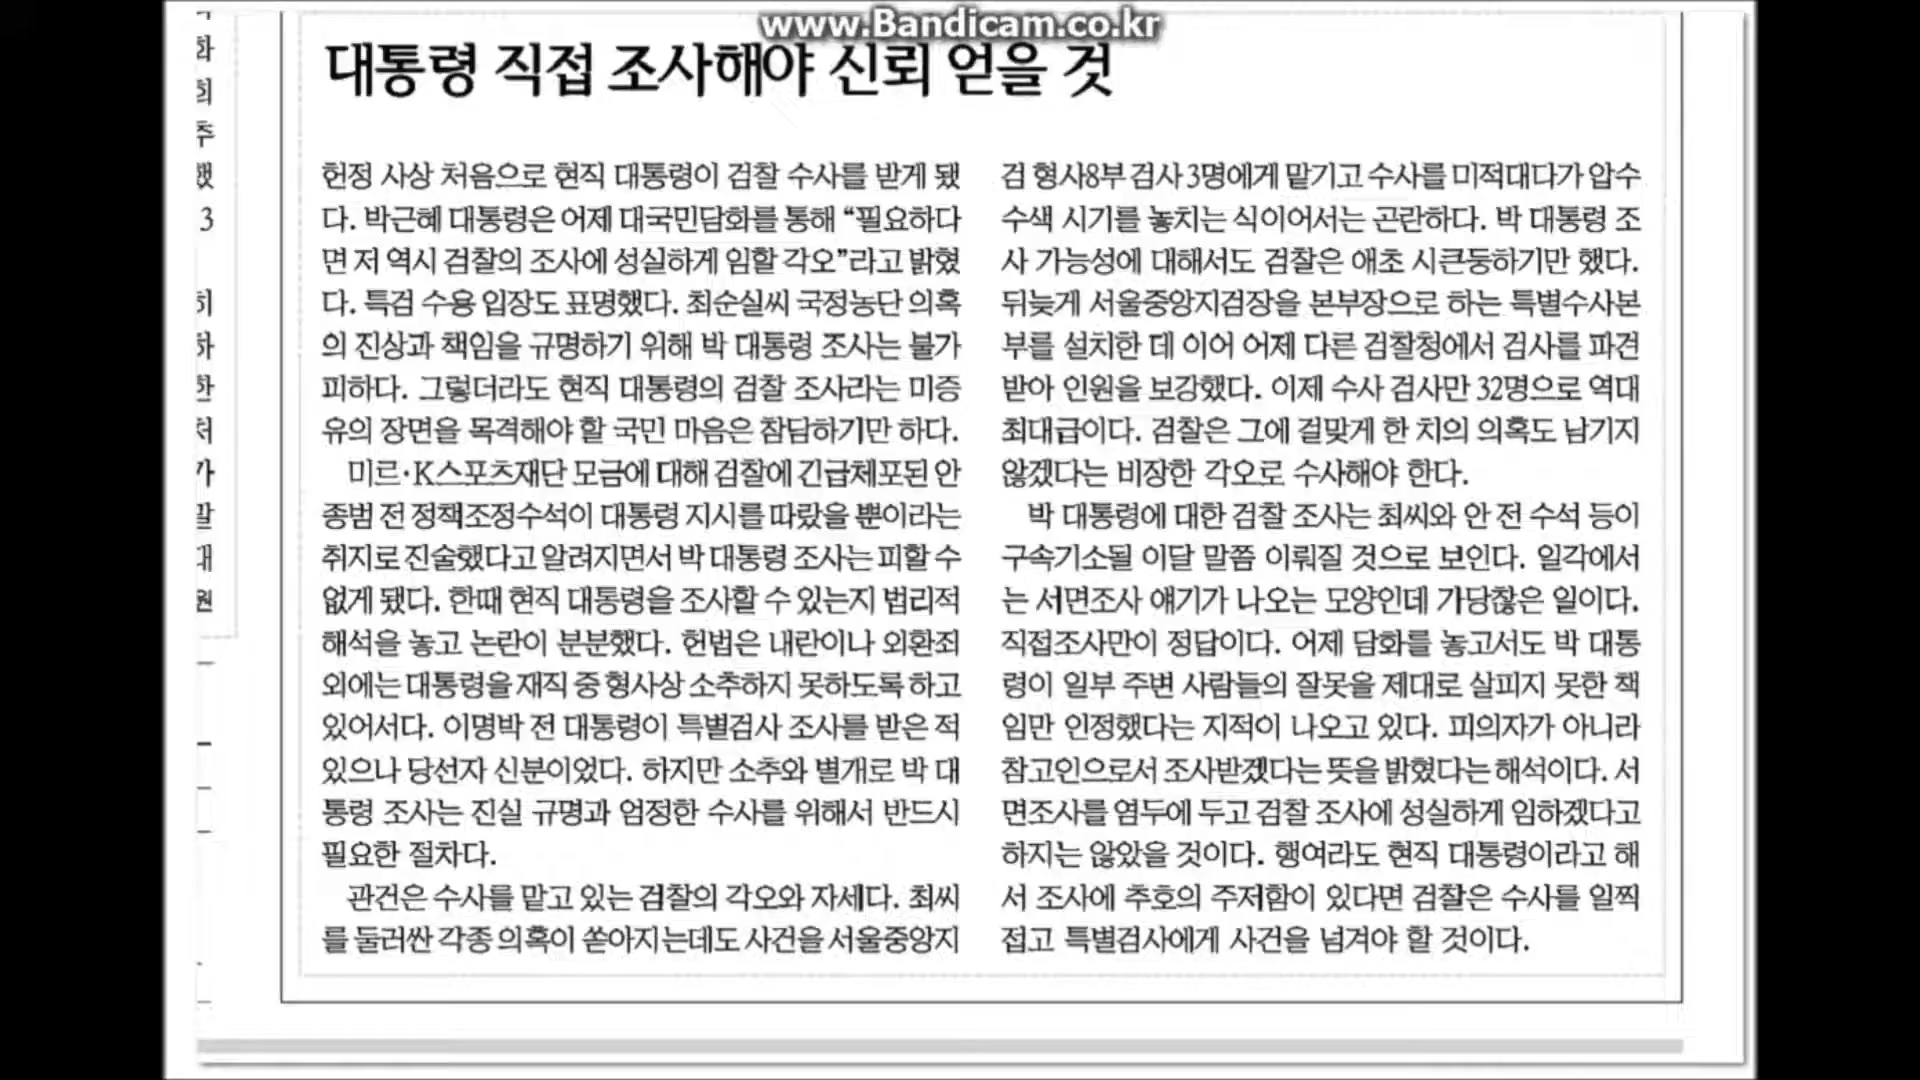 www.Bandicam.co.kr
대통령 직접 조사해야 신뢰 얻을 것
화
회
추
했
3
히
하
한
처
가
말
대
원
헌정 사상 처음으로 현직 대통령이 검찰 수사를 받게 됐
다. 박근혜 대통령은 어제 대국민담화를 통해 “필요하다
면 저 역시 검찰의 조사에 성실하게 임할 각오”라고 밝혔
다. 특검 수용 입장도 표명했다. 최순실씨 국정농단 의혹
의 진상과 책임을 규명하기 위해 박 대통령 조사는 불가
피하다. 그렇더라도 현직 대통령의 검찰 조사라는 미증
유의 장면을 목격해야 할 국민 마음은 참담하기만 하다.
미르·K스포츠재단 모금에 대해 검찰에 긴급체포된 안
종범 전 정책조정수석이 대통령 지시를 따랐을 뿐이라는
취지로 진술했다고 알려지면서 박 대통령 조사는 피할 수
없게 됐다. 한때 현직 대통령을 조사할 수 있는지 법리적
해석을 놓고 논란이 분분했다. 헌법은 내란이나 외환죄
외에는 대통령을 재직 중 형사상 소추하지 못하도록 하고
있어서다. 이명박 전 대통령이 특별검사 조사를 받은 적
있으나 당선자 신분이었다. 하지만 소추와 별개로 박 대
통령 조사는 진실 규명과 엄정한 수사를 위해서 반드시
필요한 절차다.
관건은 수사를 맡고 있는 검찰의 각오와 자세다. 최씨
를 둘러싼 각종 의혹이 쏟아지는데도 사건을 서울중앙지
검 형사8부 검사 3명에게 맡기고 수사를 미적대다가 압수
수색 시기를 놓치는 식이어서는 곤란하다. 박 대통령 조
사 가능성에 대해서도 검찰은 애초 시큰둥하기만 했다.
뒤늦게 서울중앙지검장을 본부장으로 하는 특별수사본
부를 설치한 데 이어 어제 다른 검찰청에서 검사를 파견
받아 인원을 보강했다. 이제 수사 검사만 32명으로 역대
최대급이다. 검찰은 그에 걸맞게 한 치의 의혹도 남기지
않겠다는 비장한 각오로 수사해야 한다.
박 대통령에 대한 검찰 조사는 최씨와 안 전 수석 등이
구속기소될 이달 말쯤 이뤄질 것으로 보인다. 일각에서
는 서면조사 얘기가 나오는 모양인데 가당찮은 일이다.
직접조사만이 정답이다. 어제 담화를 놓고서도 박 대통
령이 일부 주변 사람들의 잘못을 제대로 살피지 못한 책
임만 인정했다는 지적이 나오고 있다. 피의자가 아니라
참고인으로서 조사받겠다는 뜻을 밝혔다는 해석이다. 서
면조사를 염두에 두고 검찰 조사에 성실하게 임하겠다고
하지는 않았을 것이다. 행여라도 현직 대통령이라고 해
서 조사에 추호의 주저함이 있다면 검찰은 수사를 일찍
접고 특별검사에게 사건을 넘겨야 할 것이다.